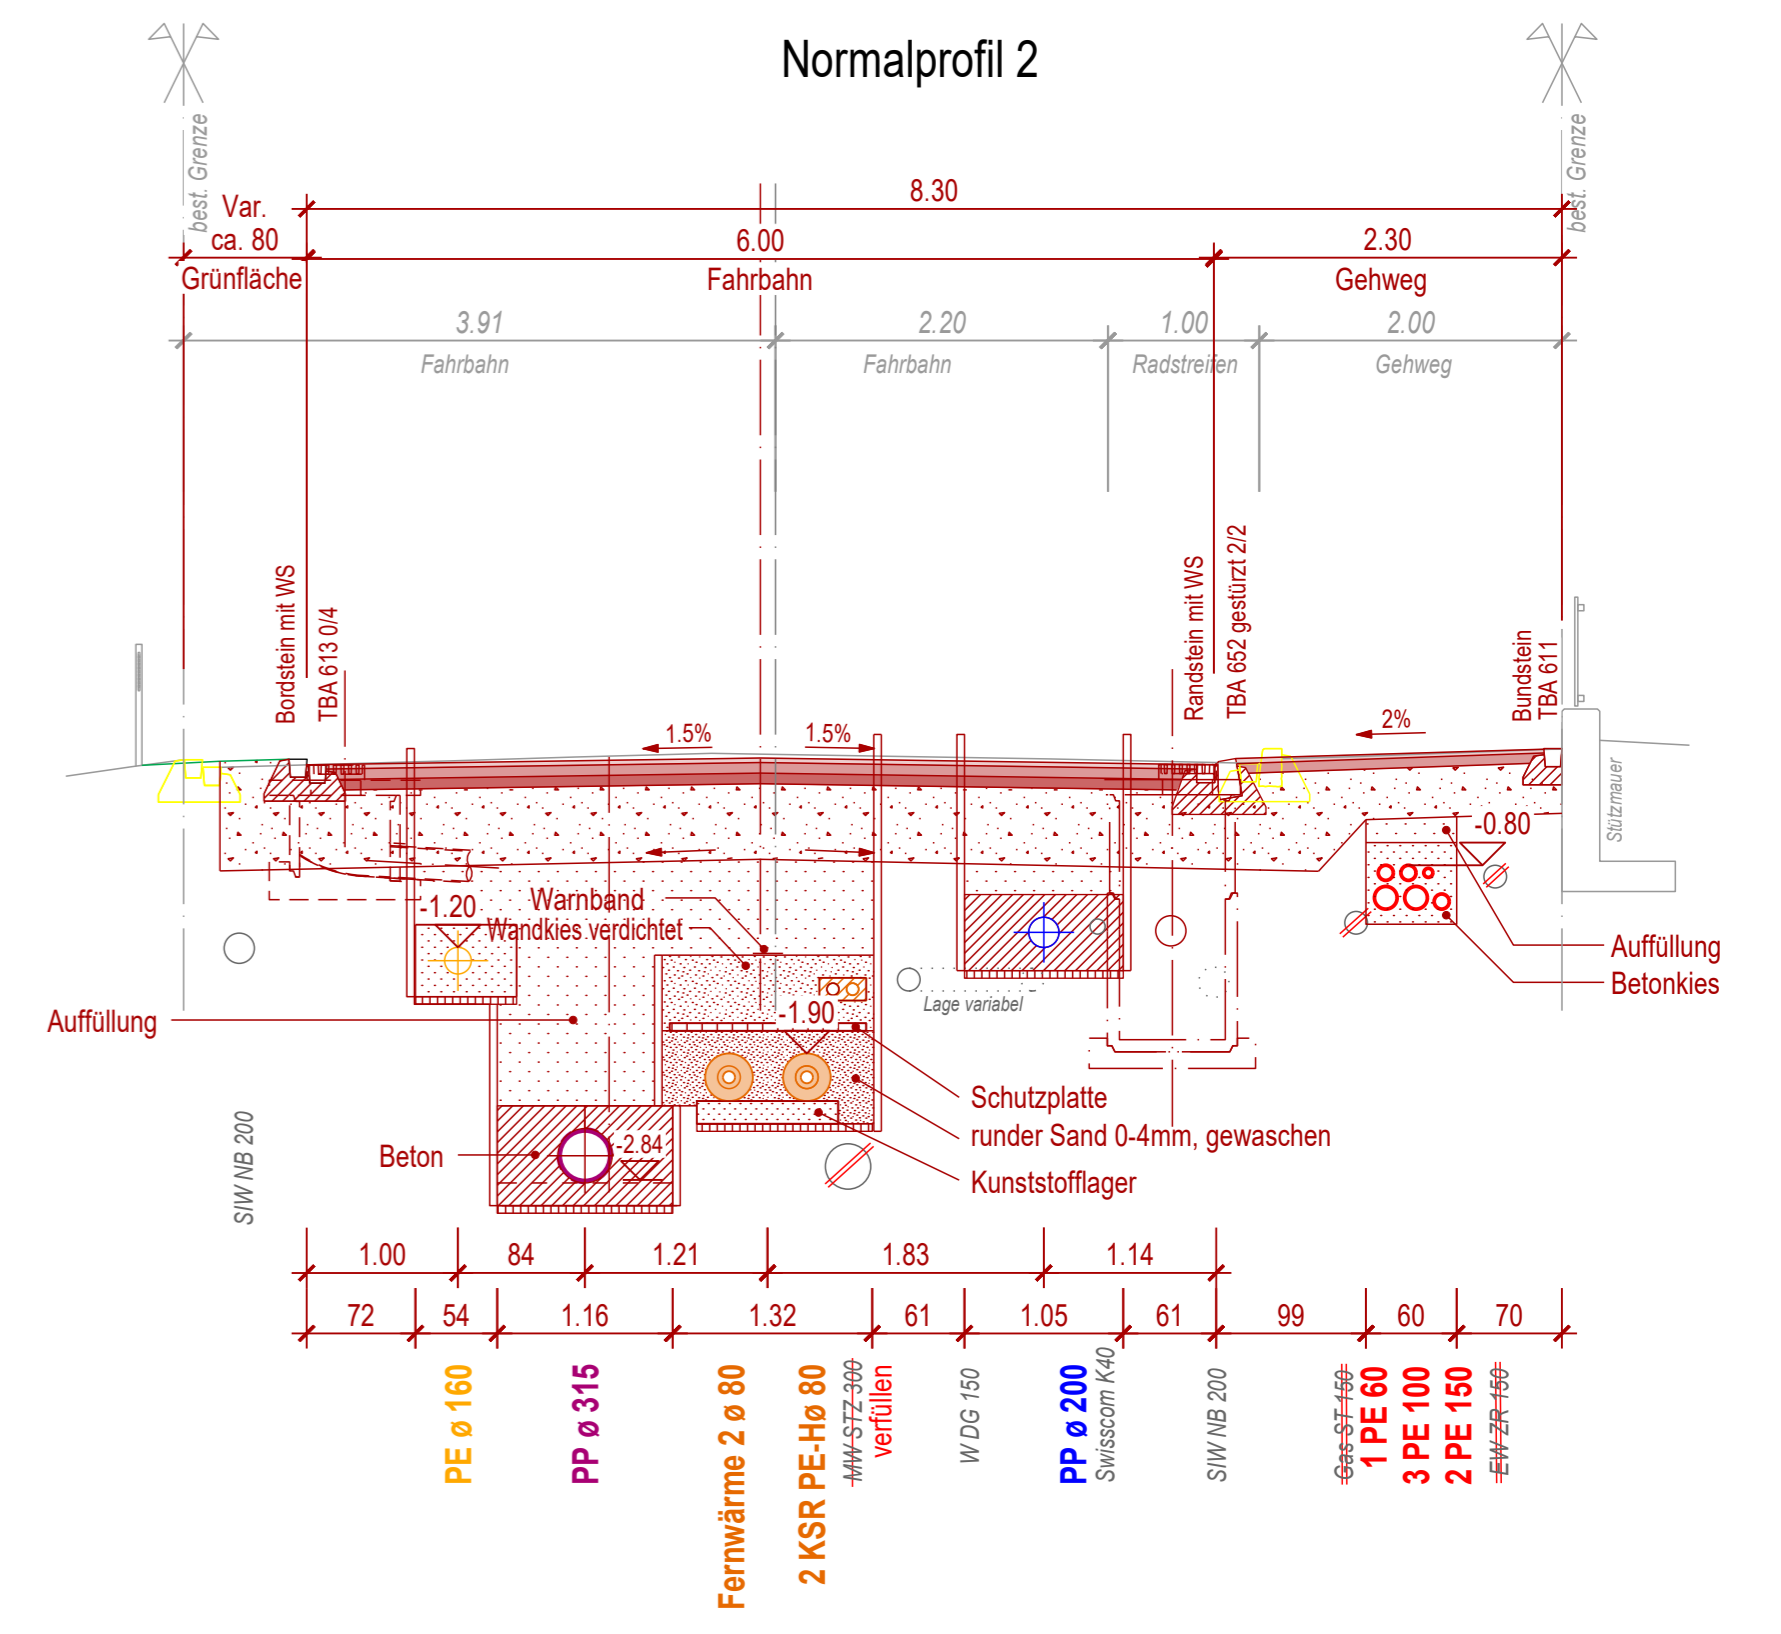 Normalprofil 2
best. Grenze
best. Grenze
8.30
Var.
ca. 80
6.00
2.30
Grünfläche
Fahrbahn
Gehweg
3.91
2.20
1.00
2.00
Fahrbahn
Fahrbahn
Radstreifen
Gehweg
Bordstein mit WS
TBA 613 0/4
Randstein mit WS
TBA 652 gestürzt 2/2
Bundstein
TBA 611
1.5%
1.5%
2%
Stützmauer
-0.80
Warnband
-1.20
Wandkies verdichtet
Auffüllung
Betonkies
Lage variabel
-1.90
Auffüllung
Schutzplatte
runder Sand 0-4mm, gewaschen
Beton
-2.84
Kunststofflager
SIW NB 200
1.00
84
1.21
1.83
1.14
72
54
1.16
1.32
61
1.05
61
99
60
70
PE ø 160
PP ø 315
Fernwärme 2 ø 80
2 KSR PE-Hø 80
MW STZ 300
verfüllen
W DG 150
PP ø 200
Swisscom K40
SIW NB 200
Gas ST 150
1 PE 60
3 PE 100
2 PE 150
EW ZR 150